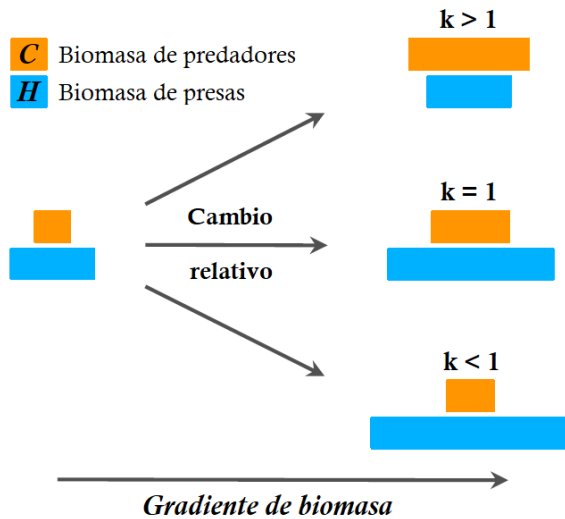 k > 1
C Biomasa de predadores
H Biomasa de presas
k = 1
Cambio
relativo
k < 1
Gradiente de biomasa